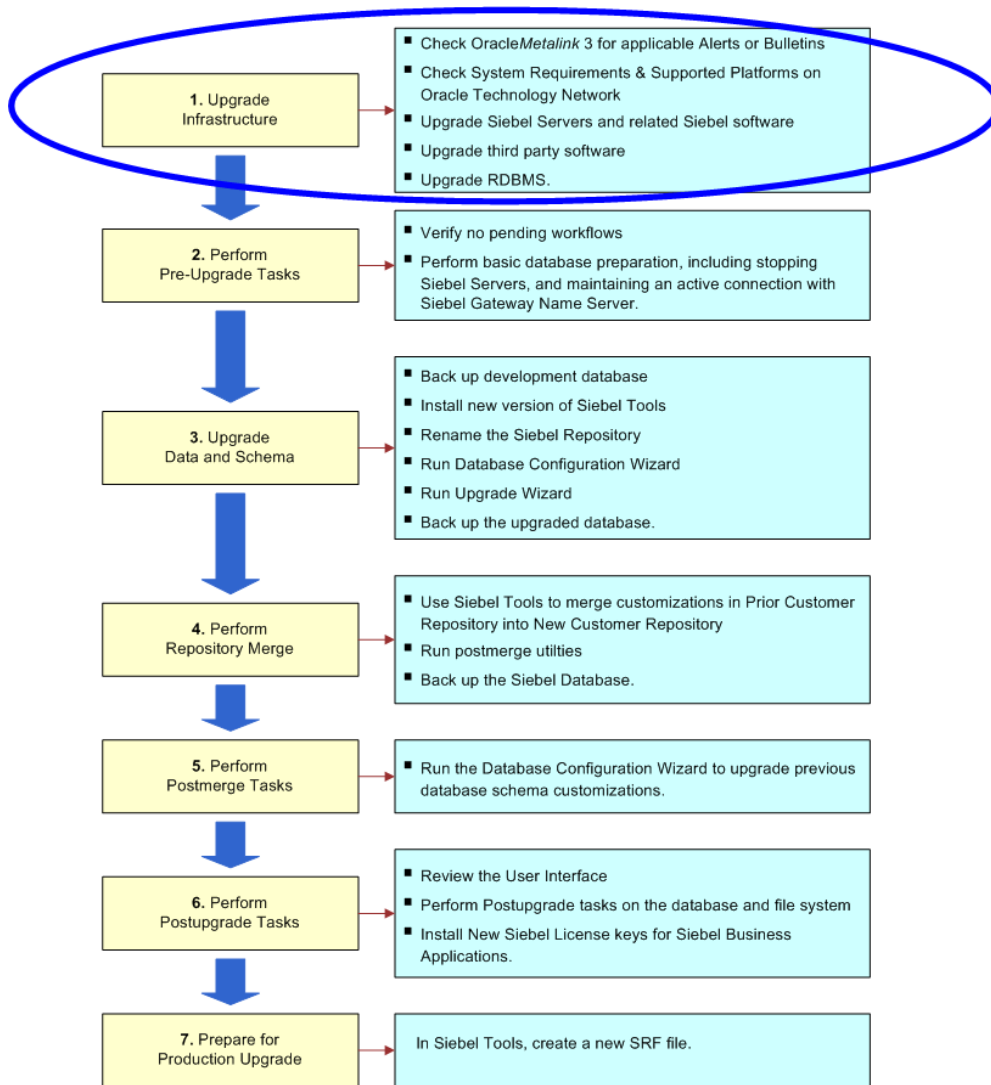 1. Upgrade
Infrastructure
▪ Check OracleMetalink 3 for applicable Alerts or Bulletins
▪ Check System Requirements & Supported Platforms on
Oracle Technology Network
▪ Upgrade Siebel Servers and related Siebel software
▪ Upgrade third party software
▪ Upgrade RDBMS.
2. Perform
Pre-Upgrade Tasks
▪ Verify no pending workflows
▪ Perform basic database preparation, including stopping
Siebel Servers, and maintaining an active connection with
Siebel Gateway Name Server.
3. Upgrade
Data and Schema
▪ Back up development database
▪ Install new version of Siebel Tools
▪ Rename the Siebel Repository
▪ Run Database Configuration Wizard
▪ Run Upgrade Wizard
▪ Back up the upgraded database.
4. Perform
Repository Merge
▪ Use Siebel Tools to merge customizations in Prior Customer
Repository into New Customer Repository
▪ Run postmerge utilties
▪ Back up the Siebel Database.
5. Perform
Postmerge Tasks
▪ Run the Database Configuration Wizard to upgrade previous
database schema customizations.
6. Perform
Postupgrade Tasks
▪ Review the User Interface
▪ Perform Postupgrade tasks on the database and file system
▪ Install New Siebel License keys for Siebel Business
Applications.
7. Prepare for
Production Upgrade
In Siebel Tools, create a new SRF file.